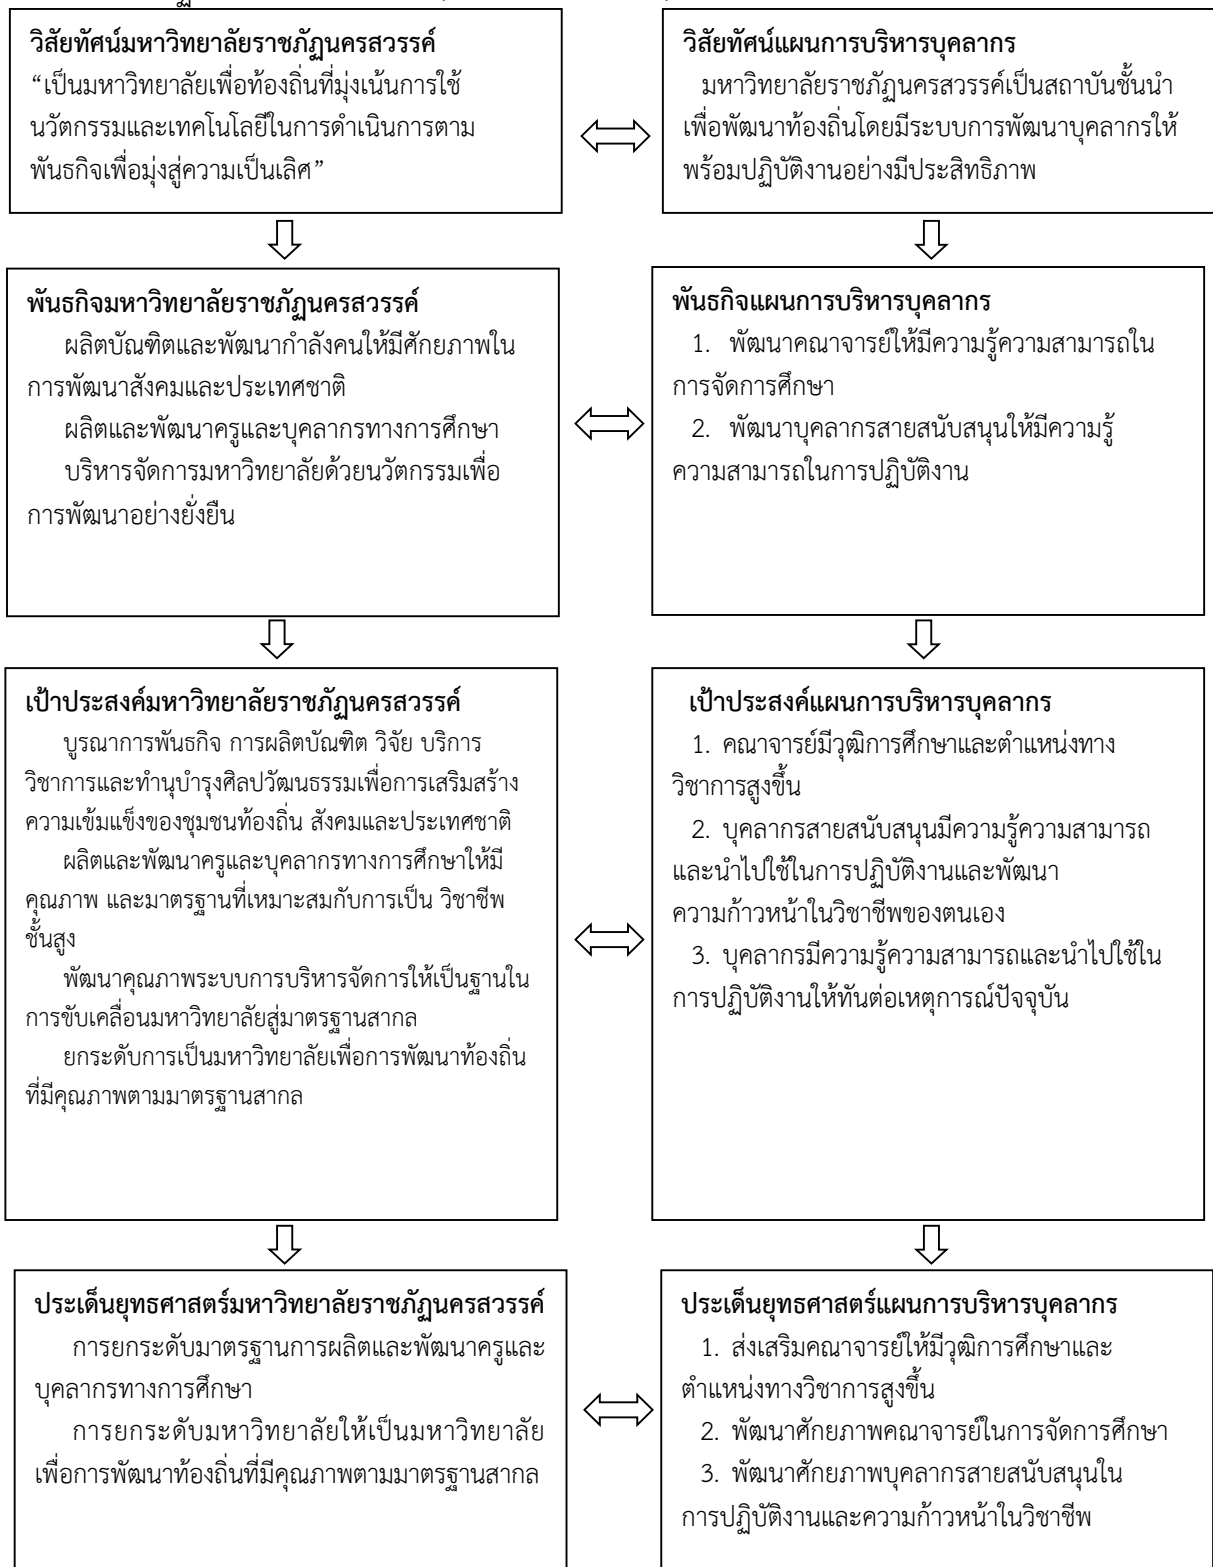 วิสัยทัศน์มหาวิทยาลัยราชภัฏนครสวรรค์
“เป็นมหาวิทยาลัยเพื่อท้องถิ่นที่มุ่งเน้นการใช้
นวัตกรรมและเทคโนโลยีในการดำเนินการตาม
พันธกิจเพื่อมุ่งสู่ความเป็นเลิศ”
วิสัยทัศน์แผนการบริหารบุคลากร
มหาวิทยาลัยราชภัฏนครสวรรค์เป็นสถาบันชั้นนำ
เพื่อพัฒนาท้องถิ่นโดยมีระบบการพัฒนาบุคลากรให้
พร้อมปฏิบัติงานอย่างมีประสิทธิภาพ
พันธกิจมหาวิทยาลัยราชภัฏนครสวรรค์
ผลิตบัณฑิตและพัฒนากำลังคนให้มีศักยภาพใน
การพัฒนาสังคมและประเทศชาติ
ผลิตและพัฒนาครูและบุคลากรทางการศึกษา
บริหารจัดการมหาวิทยาลัยด้วยนวัตกรรมเพื่อ
การพัฒนาอย่างยั่งยืน
พันธกิจแผนการบริหารบุคลากร
1. พัฒนาคณาจารย์ให้มีความรู้ความสามารถใน
การจัดการศึกษา
2. พัฒนาบุคลากรสายสนับสนุนให้มีความรู้
ความสามารถในการปฏิบัติงาน
เป้าประสงค์มหาวิทยาลัยราชภัฏนครสวรรค์
บูรณาการพันธกิจ การผลิตบัณฑิต วิจัย บริการ
วิชาการและทำนุบำรุงศิลปวัฒนธรรมเพื่อการเสริมสร้าง
ความเข้มแข็งของชุมชนท้องถิ่น สังคมและประเทศชาติ
ผลิตและพัฒนาครูและบุคลากรทางการศึกษาให้มี
คุณภาพ และมาตรฐานที่เหมาะสมกับการเป็น วิชาชีพ
ชั้นสูง
พัฒนาคุณภาพระบบการบริหารจัดการให้เป็นฐานใน
การขับเคลื่อนมหาวิทยาลัยสู่มาตรฐานสากล
ยกระดับการเป็นมหาวิทยาลัยเพื่อการพัฒนาท้องถิ่น
ที่มีคุณภาพตามมาตรฐานสากล
เป้าประสงค์แผนการบริหารบุคลากร
1. คณาจารย์มีวุฒิการศึกษาและตำแหน่งทาง
วิชาการสูงขึ้น
2. บุคลากรสายสนับสนุนมีความรู้ความสามารถ
และนำไปใช้ในการปฏิบัติงานและพัฒนา
ความก้าวหน้าในวิชาชีพของตนเอง
3. บุคลากรมีความรู้ความสามารถและนำไปใช้ใน
การปฏิบัติงานให้ทันต่อเหตุการณ์ปัจจุบัน
ประเด็นยุทธศาสตร์มหาวิทยาลัยราชภัฏนครสวรรค์
การยกระดับมาตรฐานการผลิตและพัฒนาครูและ
บุคลากรทางการศึกษา
การยกระดับมหาวิทยาลัยให้เป็นมหาวิทยาลัย
เพื่อการพัฒนาท้องถิ่นที่มีคุณภาพตามมาตรฐานสากล
ประเด็นยุทธศาสตร์แผนการบริหารบุคลากร
1. ส่งเสริมคณาจารย์ให้มีวุฒิการศึกษาและ
ตำแหน่งทางวิชาการสูงขึ้น
2. พัฒนาศักยภาพคณาจารย์ในการจัดการศึกษา
3. พัฒนาศักยภาพบุคลากรสายสนับสนุนใน
การปฏิบัติงานและความก้าวหน้าในวิชาชีพ